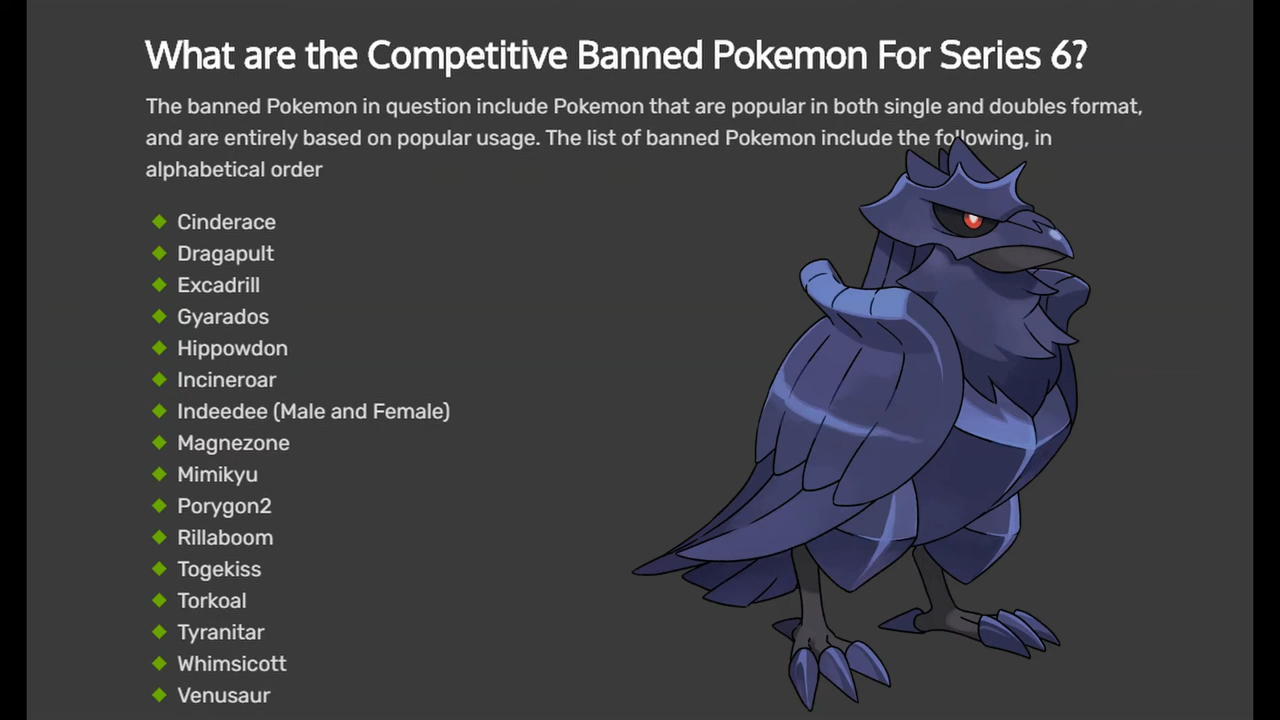 What are the Competitive Banned Pokemon For Series 6?
The banned Pokemon in question include Pokemon that are popular in both single and doubles format,
and are entirely based on popular usage. The list of banned Pokemon include the following, in
alphabetical order
Cinderace
Dragapult
Excadrill
Gyarados
Hippowdon
Incineroar
Indeedee (Male and Female)
Magnezone
Mimikyu
Porygon2
Rillaboom
Togekiss
Torkoal
Tyranitar
Whimsicott
Venusaur